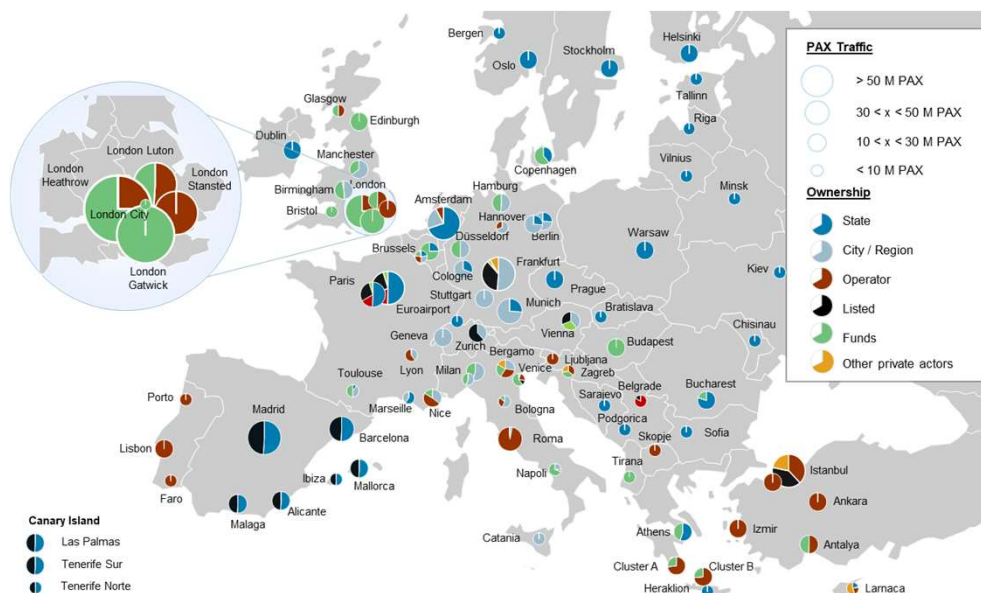 Bergen
Helsinki
Stockholm
Oslo
Tallinn
Riga
Glasgow
Edinburgh
Dublin
Manchester
Copenhagen
Vilnius
Minsk
Birmingham
London
Bristol
Amsterdam
Hamburg
Hannover
Berlin
Warsaw
Kiev
Brussels
Düsseldorf
Cologne
Frankfurt
Prague
Paris
Stuttgart
Munich
Bratislava
Euroairport
Vienna
Chisinau
Geneva
Zurich
Budapest
Lyon
Bergamo
Ljubljana
Milan
Venice
Zagreb
Toulouse
Sarajevo
Belgrade
Bucharest
Marseille
Nice
Bologna
Podgorica
Sofia
Porto
Madrid
Barcelona
Roma
Skopje
Lisbon
Tirana
Istanbul
Napoli
Ibiza
Mallorca
Faro
Ankara
Malaga
Alicante
Catania
Athens
Izmir
Antalya
Cluster A
Cluster B
Heraklion
Larnaca
London Luton
London
Heathrow
London
Stansted
London City
London
Gatwick
PAX Traffic
> 50 M PAX
30 < x < 50 M PAX
10 < x < 30 M PAX
< 10 M PAX
Ownership
State
City / Region
Operator
Listed
Funds
Other private actors
Canary Island
Las Palmas
Tenerife Sur
Tenerife Norte